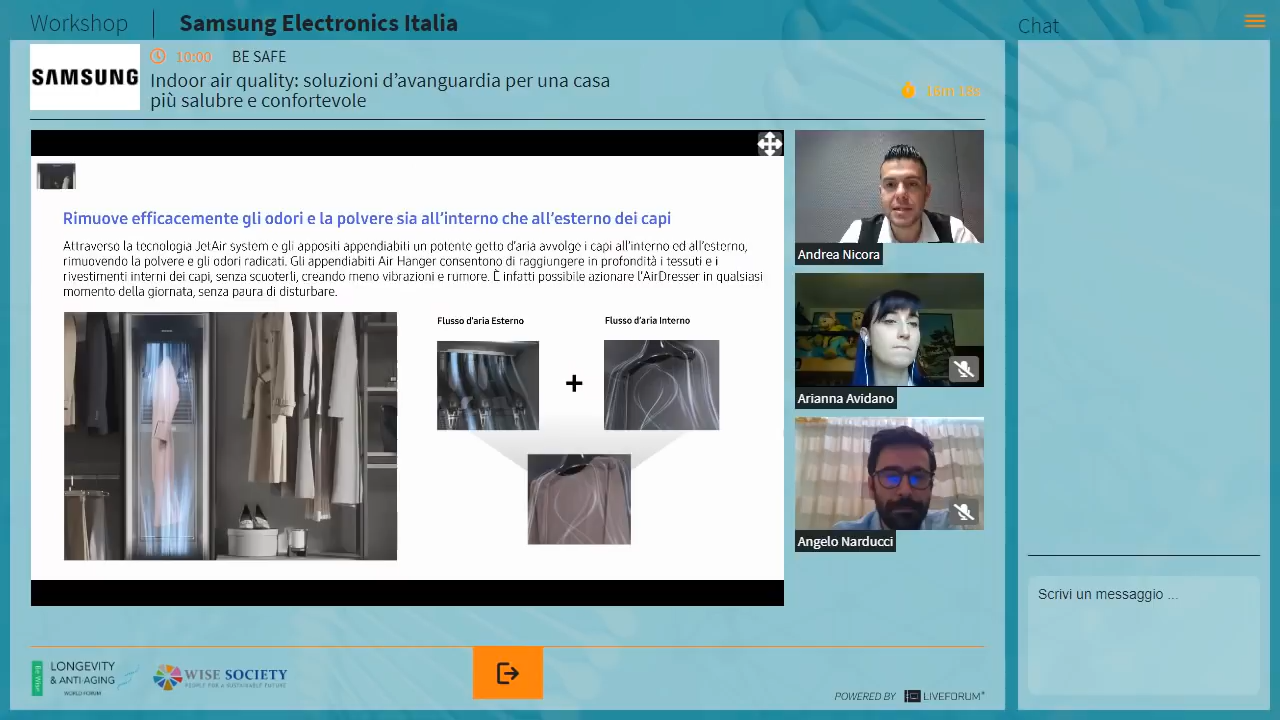 Workshop
Samsung Electronics Italia
Chat
SAMSUNG
10:00 BE SAFE
Indoor air quality: soluzioni d'avanguardia per una casa
più salubre e confortevole
18m 18s
Rimuove efficacemente gli odori e la polvere sia all'interno che all'esterno dei capi
Attraverso la tecnologia JetAir system e gli appositi appendiabiti un potente getto d'aria avvolge i capi all'interno ed all'esterno,
rimuovendo la polvere e gli odori radicati. Gli appendiabiti Air Hanger consentono di raggiungere in profondità i tessuti e i
rivestimenti interni dei capi, senza scuoterli, creando meno vibrazioni e rumore. È infatti possibile azionare l'AirDresser in qualsiasi
momento della giornata, senza paura di disturbare.
Flusso d'aria Esterno
Flusso d'aria Interno
+
Andrea Nicora
Arianna Avidano
Angelo Narducci
Scrivi un messaggio ...
Be Wise
LONGEVITY
& ANTI-AGING
WORLD FORUM
WISE SOCIETY
PEOPLE FOR A SUSTAINABLE FUTURE
POWERED BY LIVEFORUM